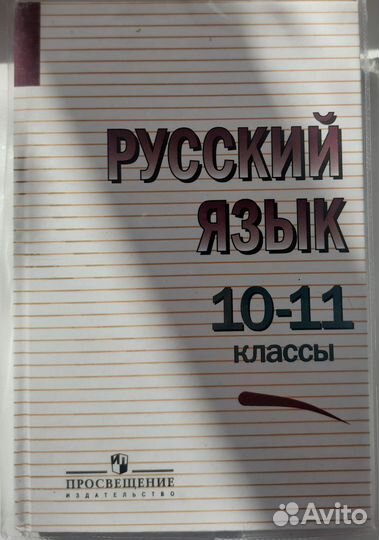 РУССКИЙ
ЯЗЫК
10-11
классы
ПРОСВЕЩЕНИЕ
ИЗДАТЕЛЬСТВО
Avito